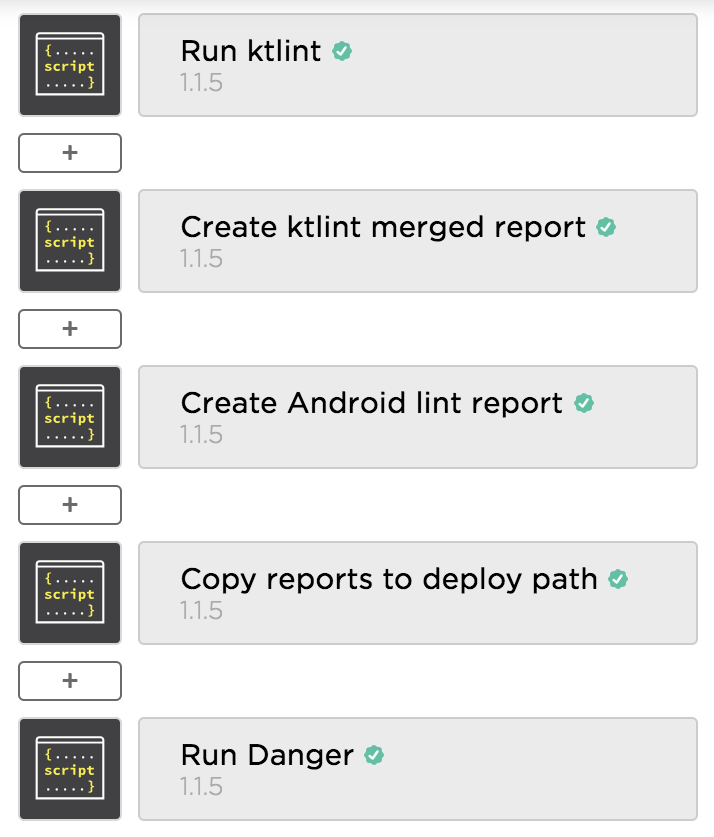 {.....
script
.....}
Run ktlint
1.1.5
+
{.....
script
.....}
Create ktlint merged report
1.1.5
+
{.....
script
.....}
Create Android lint report
1.1.5
+
{.....
script
.....}
Copy reports to deploy path
1.1.5
+
{.....
script
.....}
Run Danger
1.1.5